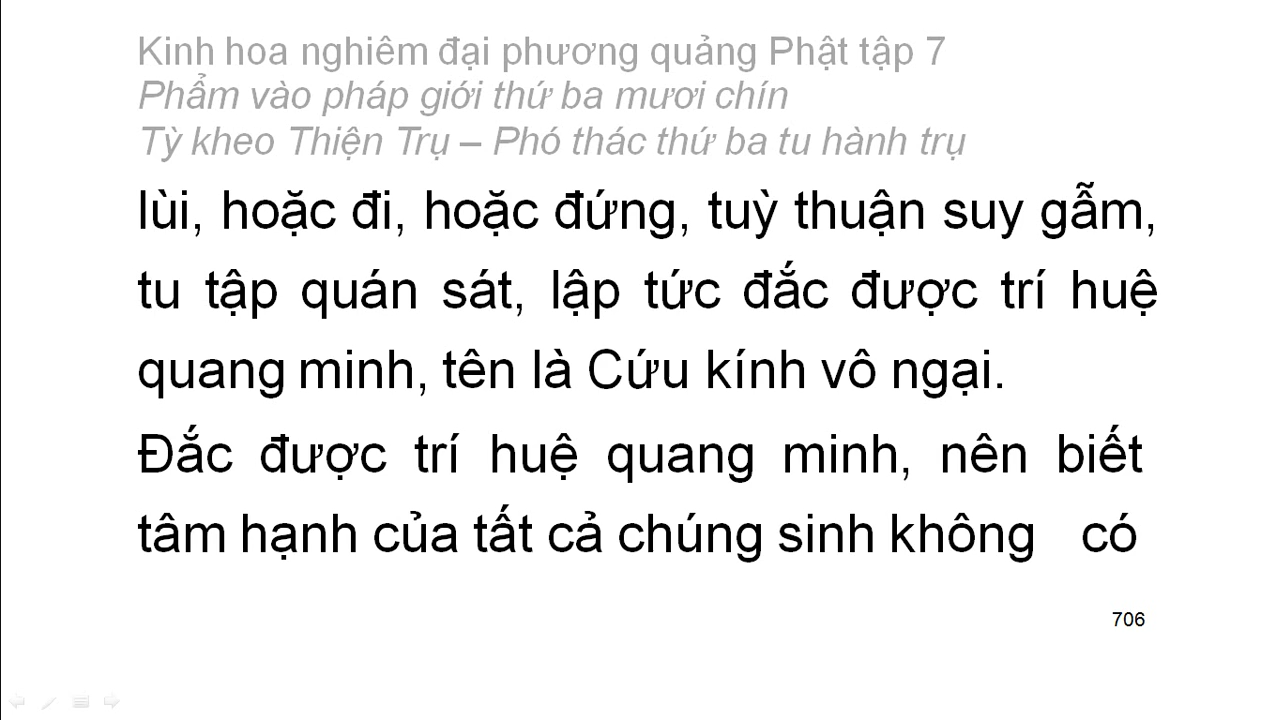 Kinh hoa nghiêm đại phương quảng Phật tập 7
Phẩm vào pháp giới thứ ba mươi chín
Tỳ kheo Thiện Trụ – Phó thác thứ ba tu hành trụ
lùi, hoặc đi, hoặc đứng, tuỳ thuận suy gẫm,
tu tập quán sát, lập tức đắc được trí huệ
quang minh, tên là Cứu kính vô ngại.
Đắc được trí huệ quang minh, nên biết
tâm hạnh của tất cả chúng sinh không có
706